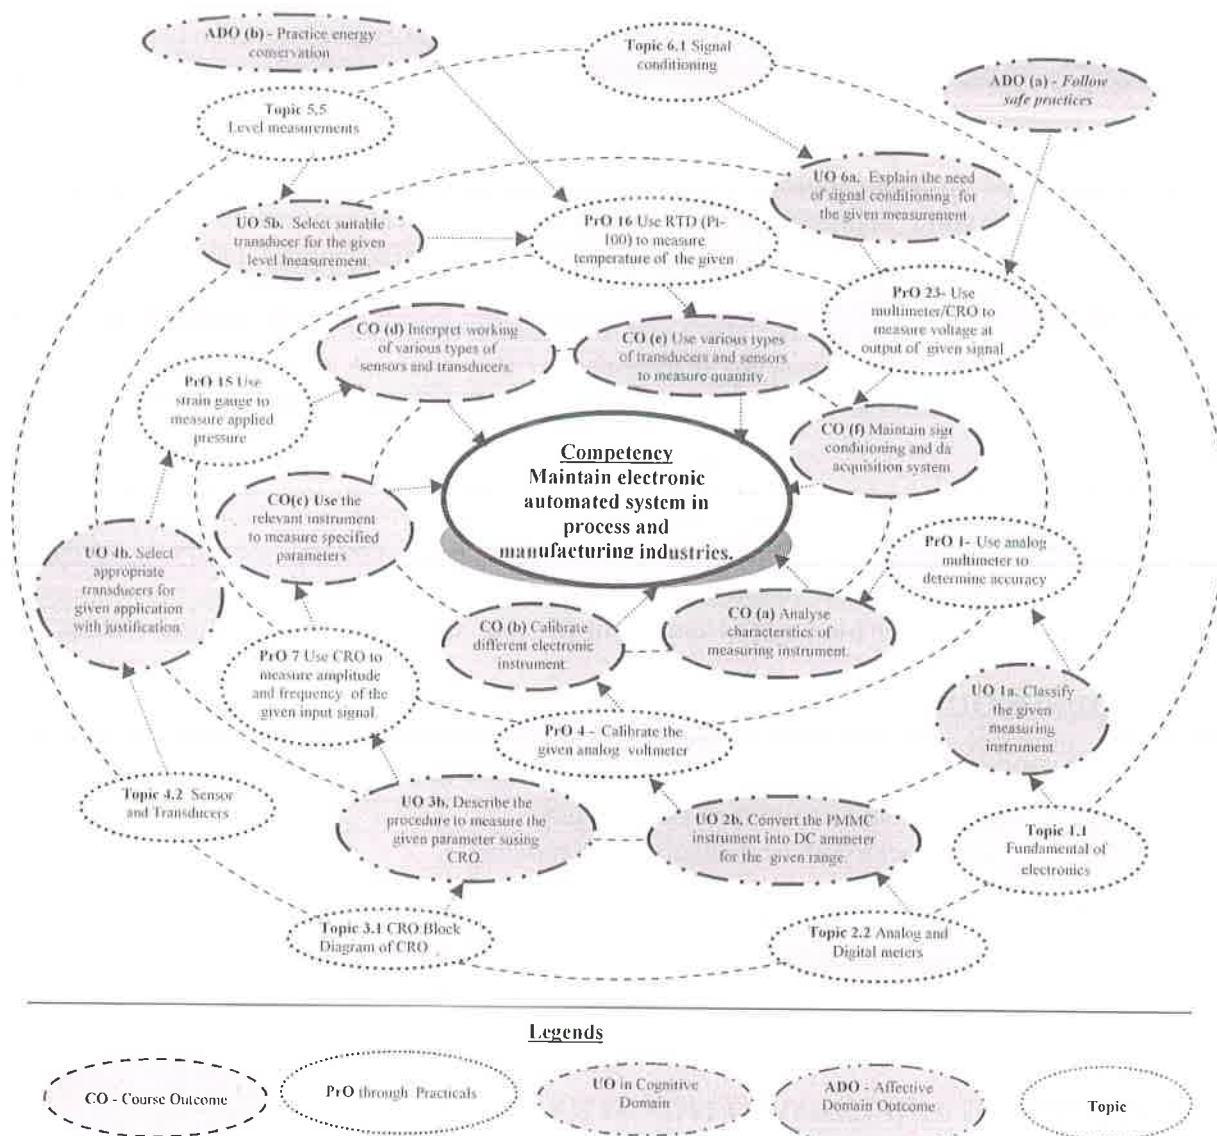 ADO (b) - Practice energy
conservation
Topic 6.1 Signal
conditioning
ADO (a) - Follow
safe practices
Topic 5.5
Level measurements
UO 6a. Explain the need
of signal conditioning for
the given measurement
UO 5b. Select suitable
transducer for the given
level measurement.
PrO 16 Use RTD (Pt-
100) to measure
temperature of the given
PrO 23- Use
multimeter/CRO to
measure voltage at
output of given signal
CO (d) Interpret working
of various types of
sensors and transducers.
CO (e) Use various types
of transducers and sensors
to measure quantity.
PrO 15 Use
strain gauge to
measure applied
pressure
CO (f) Maintain sign
conditioning and da
acquisition system
Competency
Maintain electronic
automated system in
process and
manufacturing industries.
CO(c) Use the
relevant instrument
to measure specified
parameters
PrO 1- Use analog
multimeter to
determine accuracy
UO 4b. Select
appropriate
transducers for
given application
with justification.
CO (b) Calibrate
different electronic
instrument.
CO (a) Analyse
characterstics of
measuring instrument.
PrO 7 Use CRO to
measure amplitude
and frequency of the
given input signal.
UO 1a. Classify
the given
measuring
instrument
PrO 4 - Calibrate the
given analog voltmeter
Topic 4.2 Sensor
and Transducers
UO 3b. Describe the
procedure to measure the
given parameter susing
CRO.
UO 2b. Convert the PMMC
instrument into DC ammeter
for the given range.
Topic 1.1
Fundamental of
electronics
Topic 3.1 CRO Block
Diagram of CRO
Topic 2.2 Analog and
Digital meters
Legends
CO - Course Outcome
PrO through Practicals
UO in Cognitive
Domain
ADO - Affective
Domain Outcome
Topic